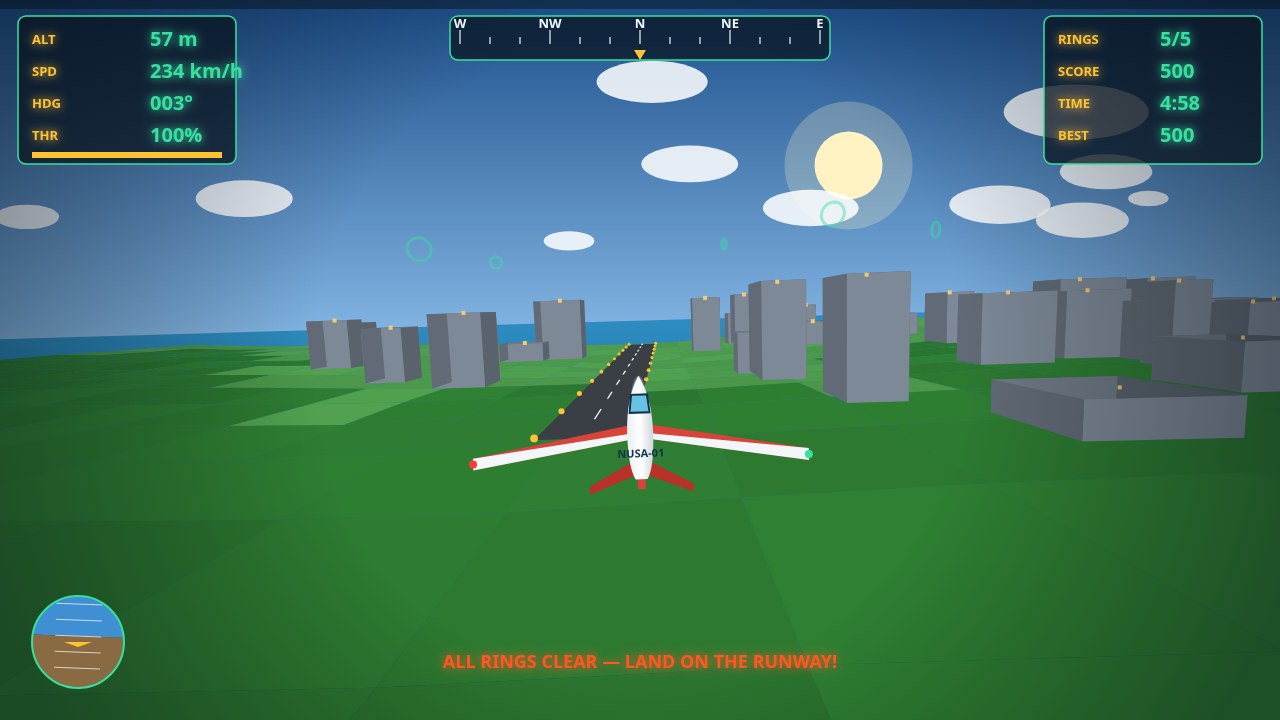 ALT 57 m
SPD 234 km/h
HDG 003°
THR 100%
W NW N NE E
RINGS 5/5
SCORE 500
TIME 4:58
BEST 500
NUSA-01
ALL RINGS CLEAR — LAND ON THE RUNWAY!